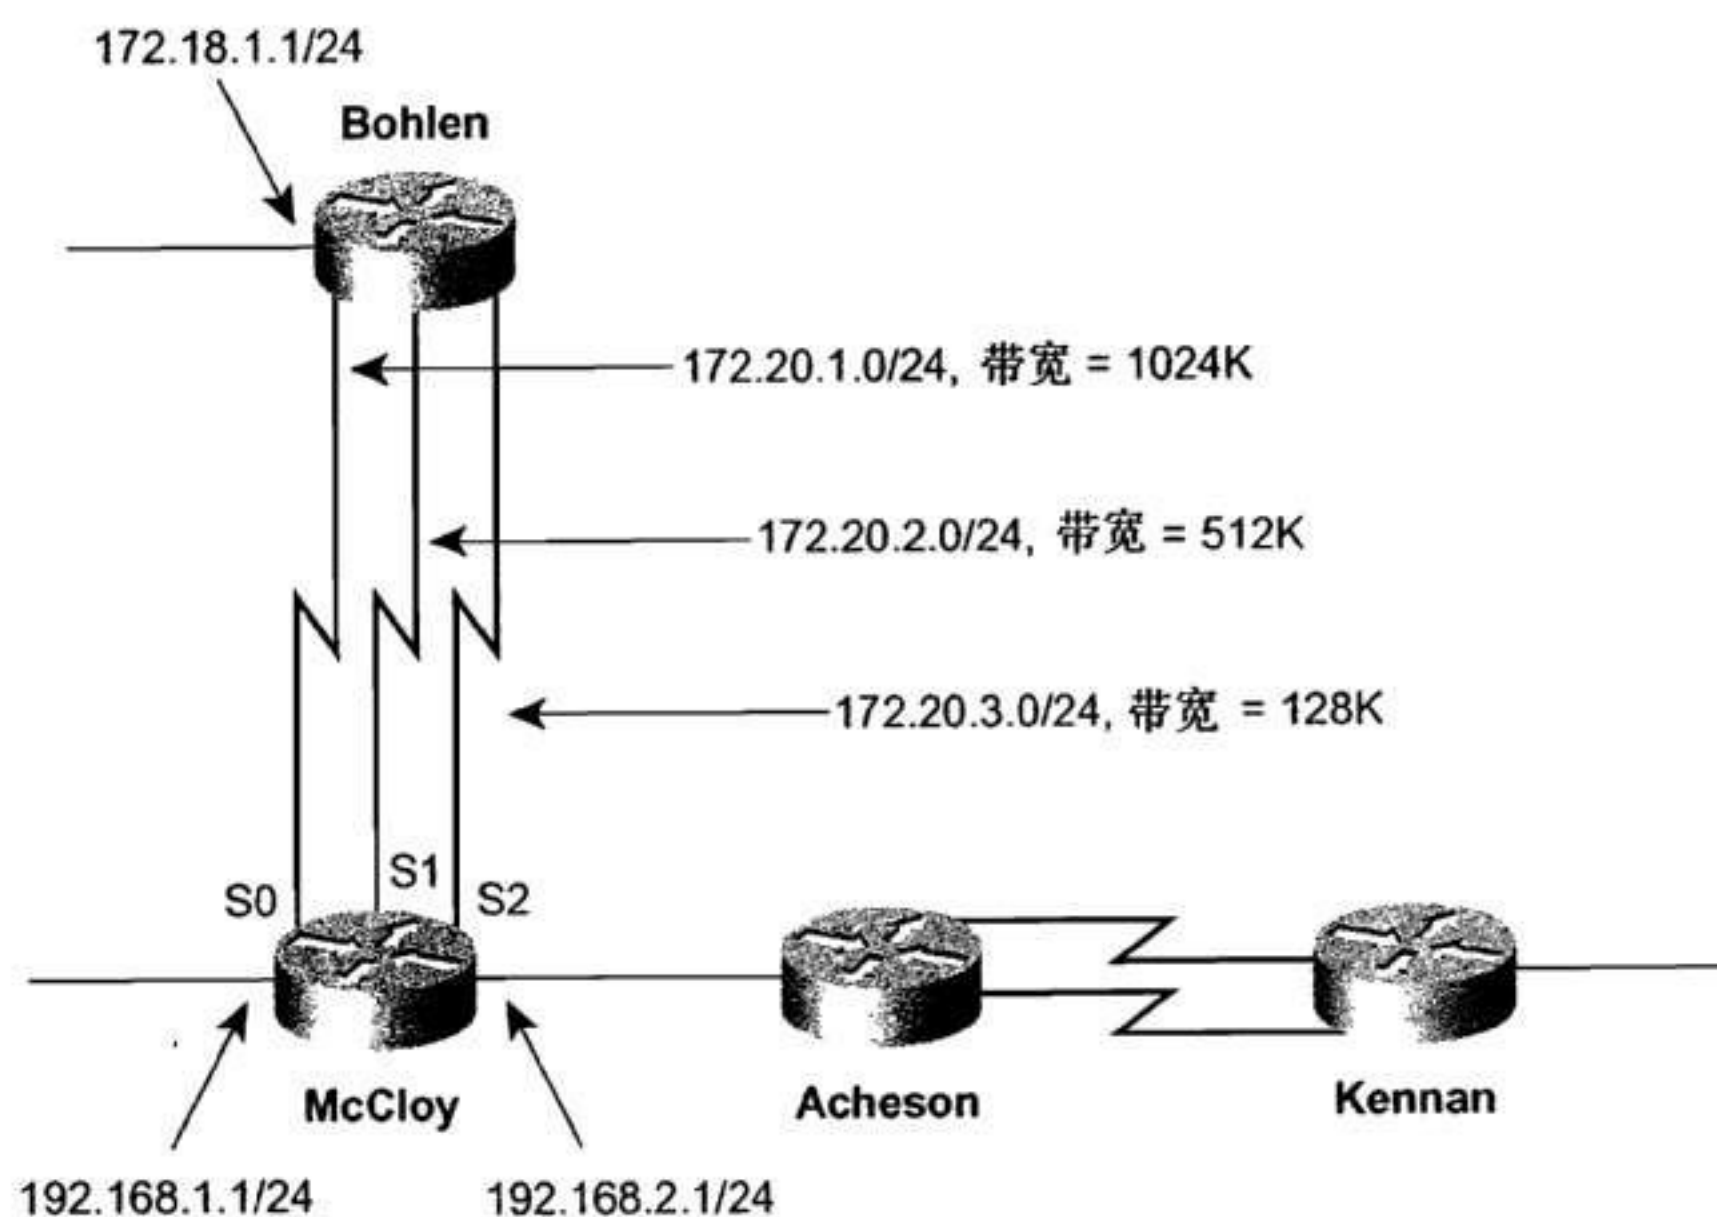 172.18.1.1/24
Bohlen
172.20.1.0/24, 带宽 = 1024K
172.20.2.0/24, 带宽 = 512K
172.20.3.0/24, 带宽 = 128K
S0
S1
S2
McCloy
Acheson
Kennan
192.168.1.1/24
192.168.2.1/24